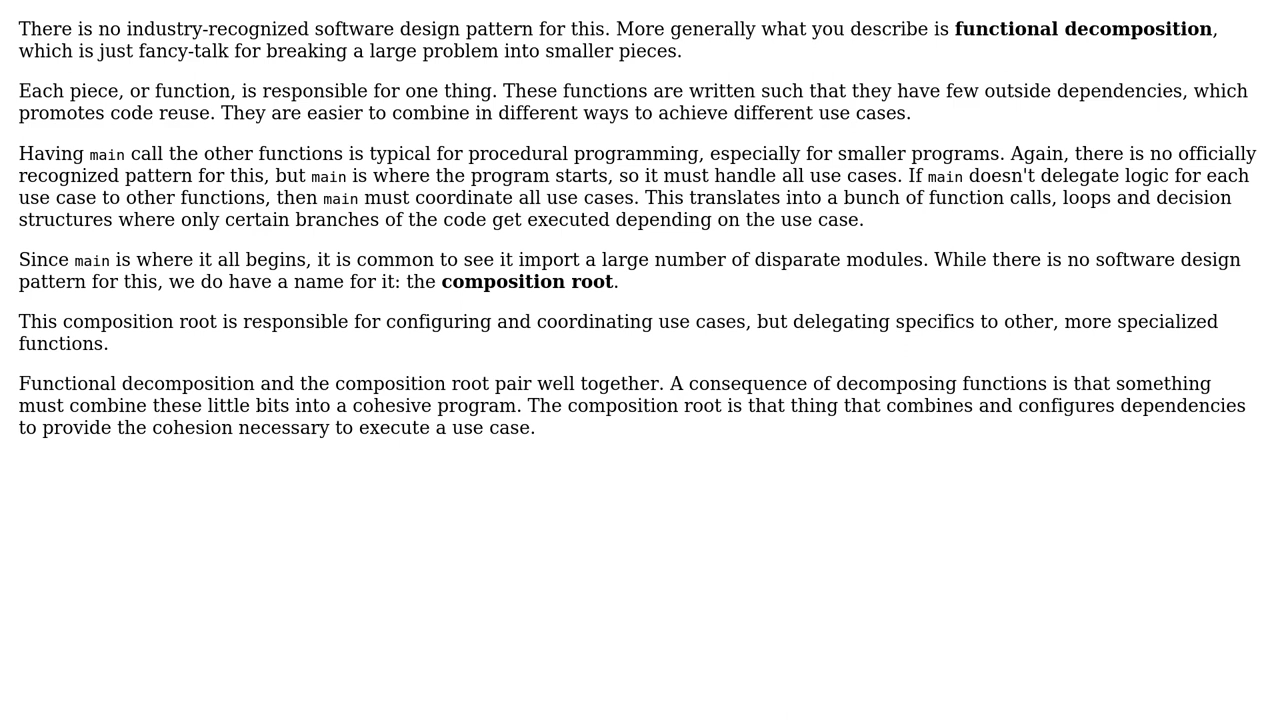 There is no industry-recognized software design pattern for this. More generally what you describe is functional decomposition,
which is just fancy-talk for breaking a large problem into smaller pieces.
Each piece, or function, is responsible for one thing. These functions are written such that they have few outside dependencies, which
promotes code reuse. They are easier to combine in different ways to achieve different use cases.
Having main call the other functions is typical for procedural programming, especially for smaller programs. Again, there is no officially
recognized pattern for this, but main is where the program starts, so it must handle all use cases. If main doesn't delegate logic for each
use case to other functions, then main must coordinate all use cases. This translates into a bunch of function calls, loops and decision
structures where only certain branches of the code get executed depending on the use case.
Since main is where it all begins, it is common to see it import a large number of disparate modules. While there is no software design
pattern for this, we do have a name for it: the composition root.
This composition root is responsible for configuring and coordinating use cases, but delegating specifics to other, more specialized
functions.
Functional decomposition and the composition root pair well together. A consequence of decomposing functions is that something
must combine these little bits into a cohesive program. The composition root is that thing that combines and configures dependencies
to provide the cohesion necessary to execute a use case.